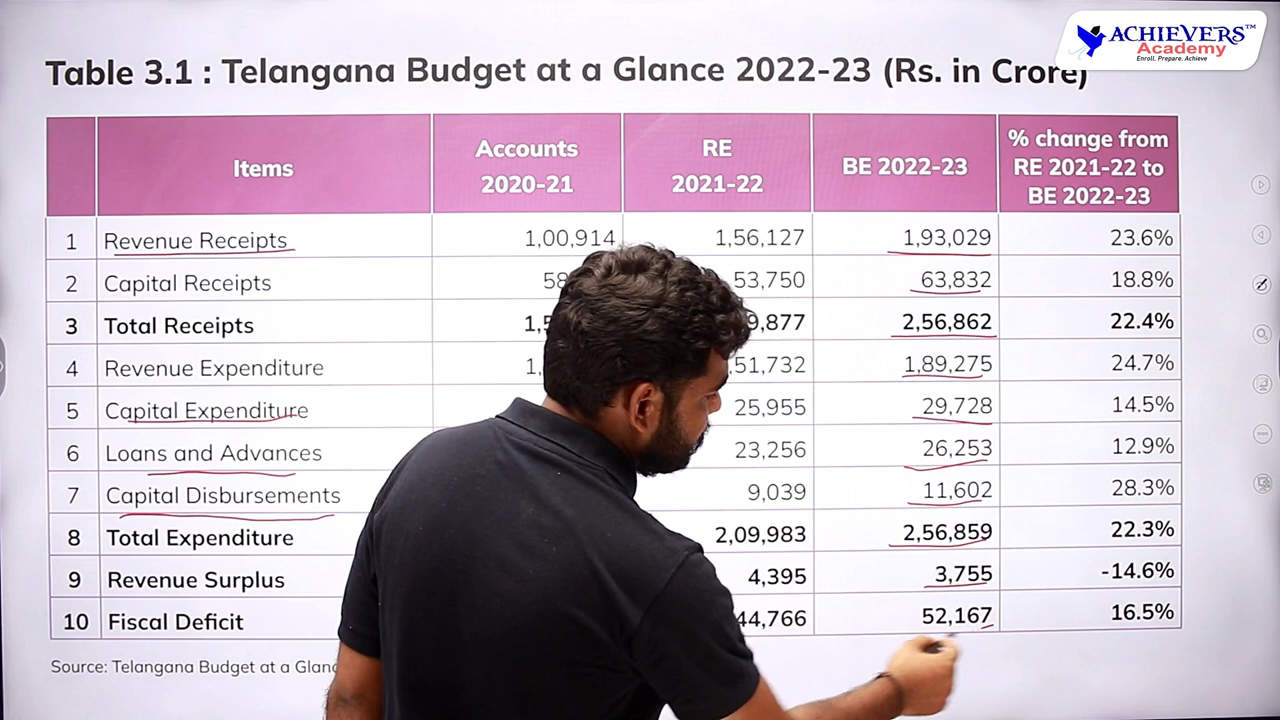 ACHIEVERS™
Academy
Enroll. Prepare. Achieve
Table 3.1 : Telangana Budget at a Glance 2022-23 (Rs. in Crore)
Items Accounts 2020-21 RE 2021-22 BE 2022-23 % change from RE 2021-22 to BE 2022-23
1 Revenue Receipts 1,00,914 1,56,127 1,93,029 23.6%
2 Capital Receipts 53,750 63,832 18.8%
3 Total Receipts 2,56,862 22.4%
4 Revenue Expenditure 1,89,275 24.7%
5 Capital Expenditure 25,955 29,728 14.5%
6 Loans and Advances 23,256 26,253 12.9%
7 Capital Disbursements 9,039 11,602 28.3%
8 Total Expenditure 2,09,983 2,56,859 22.3%
9 Revenue Surplus 4,395 3,755 -14.6%
10 Fiscal Deficit 44,766 52,167 16.5%
Source: Telangana Budget at a